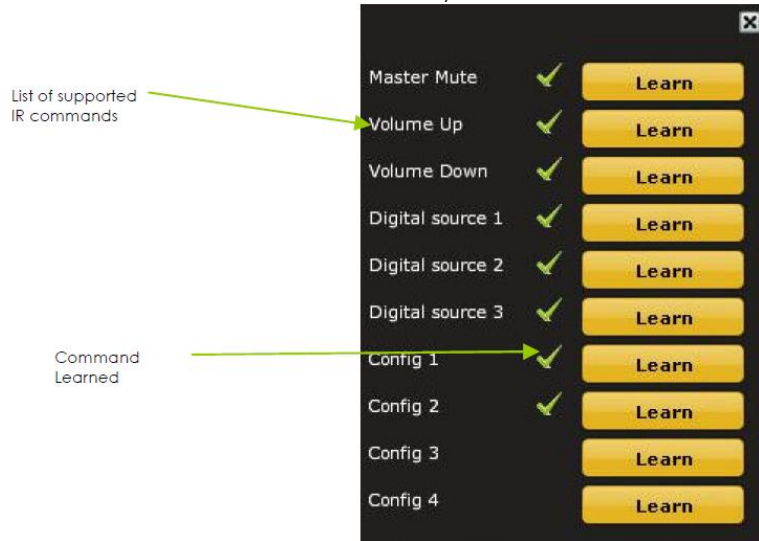 Master Mute Learn
List of supported
IR commands
Volume Up Learn
Volume Down Learn
Digital source 1 Learn
Digital source 2 Learn
Digital source 3 Learn
Command
Learned
Config 1 Learn
Config 2 Learn
Config 3 Learn
Config 4 Learn